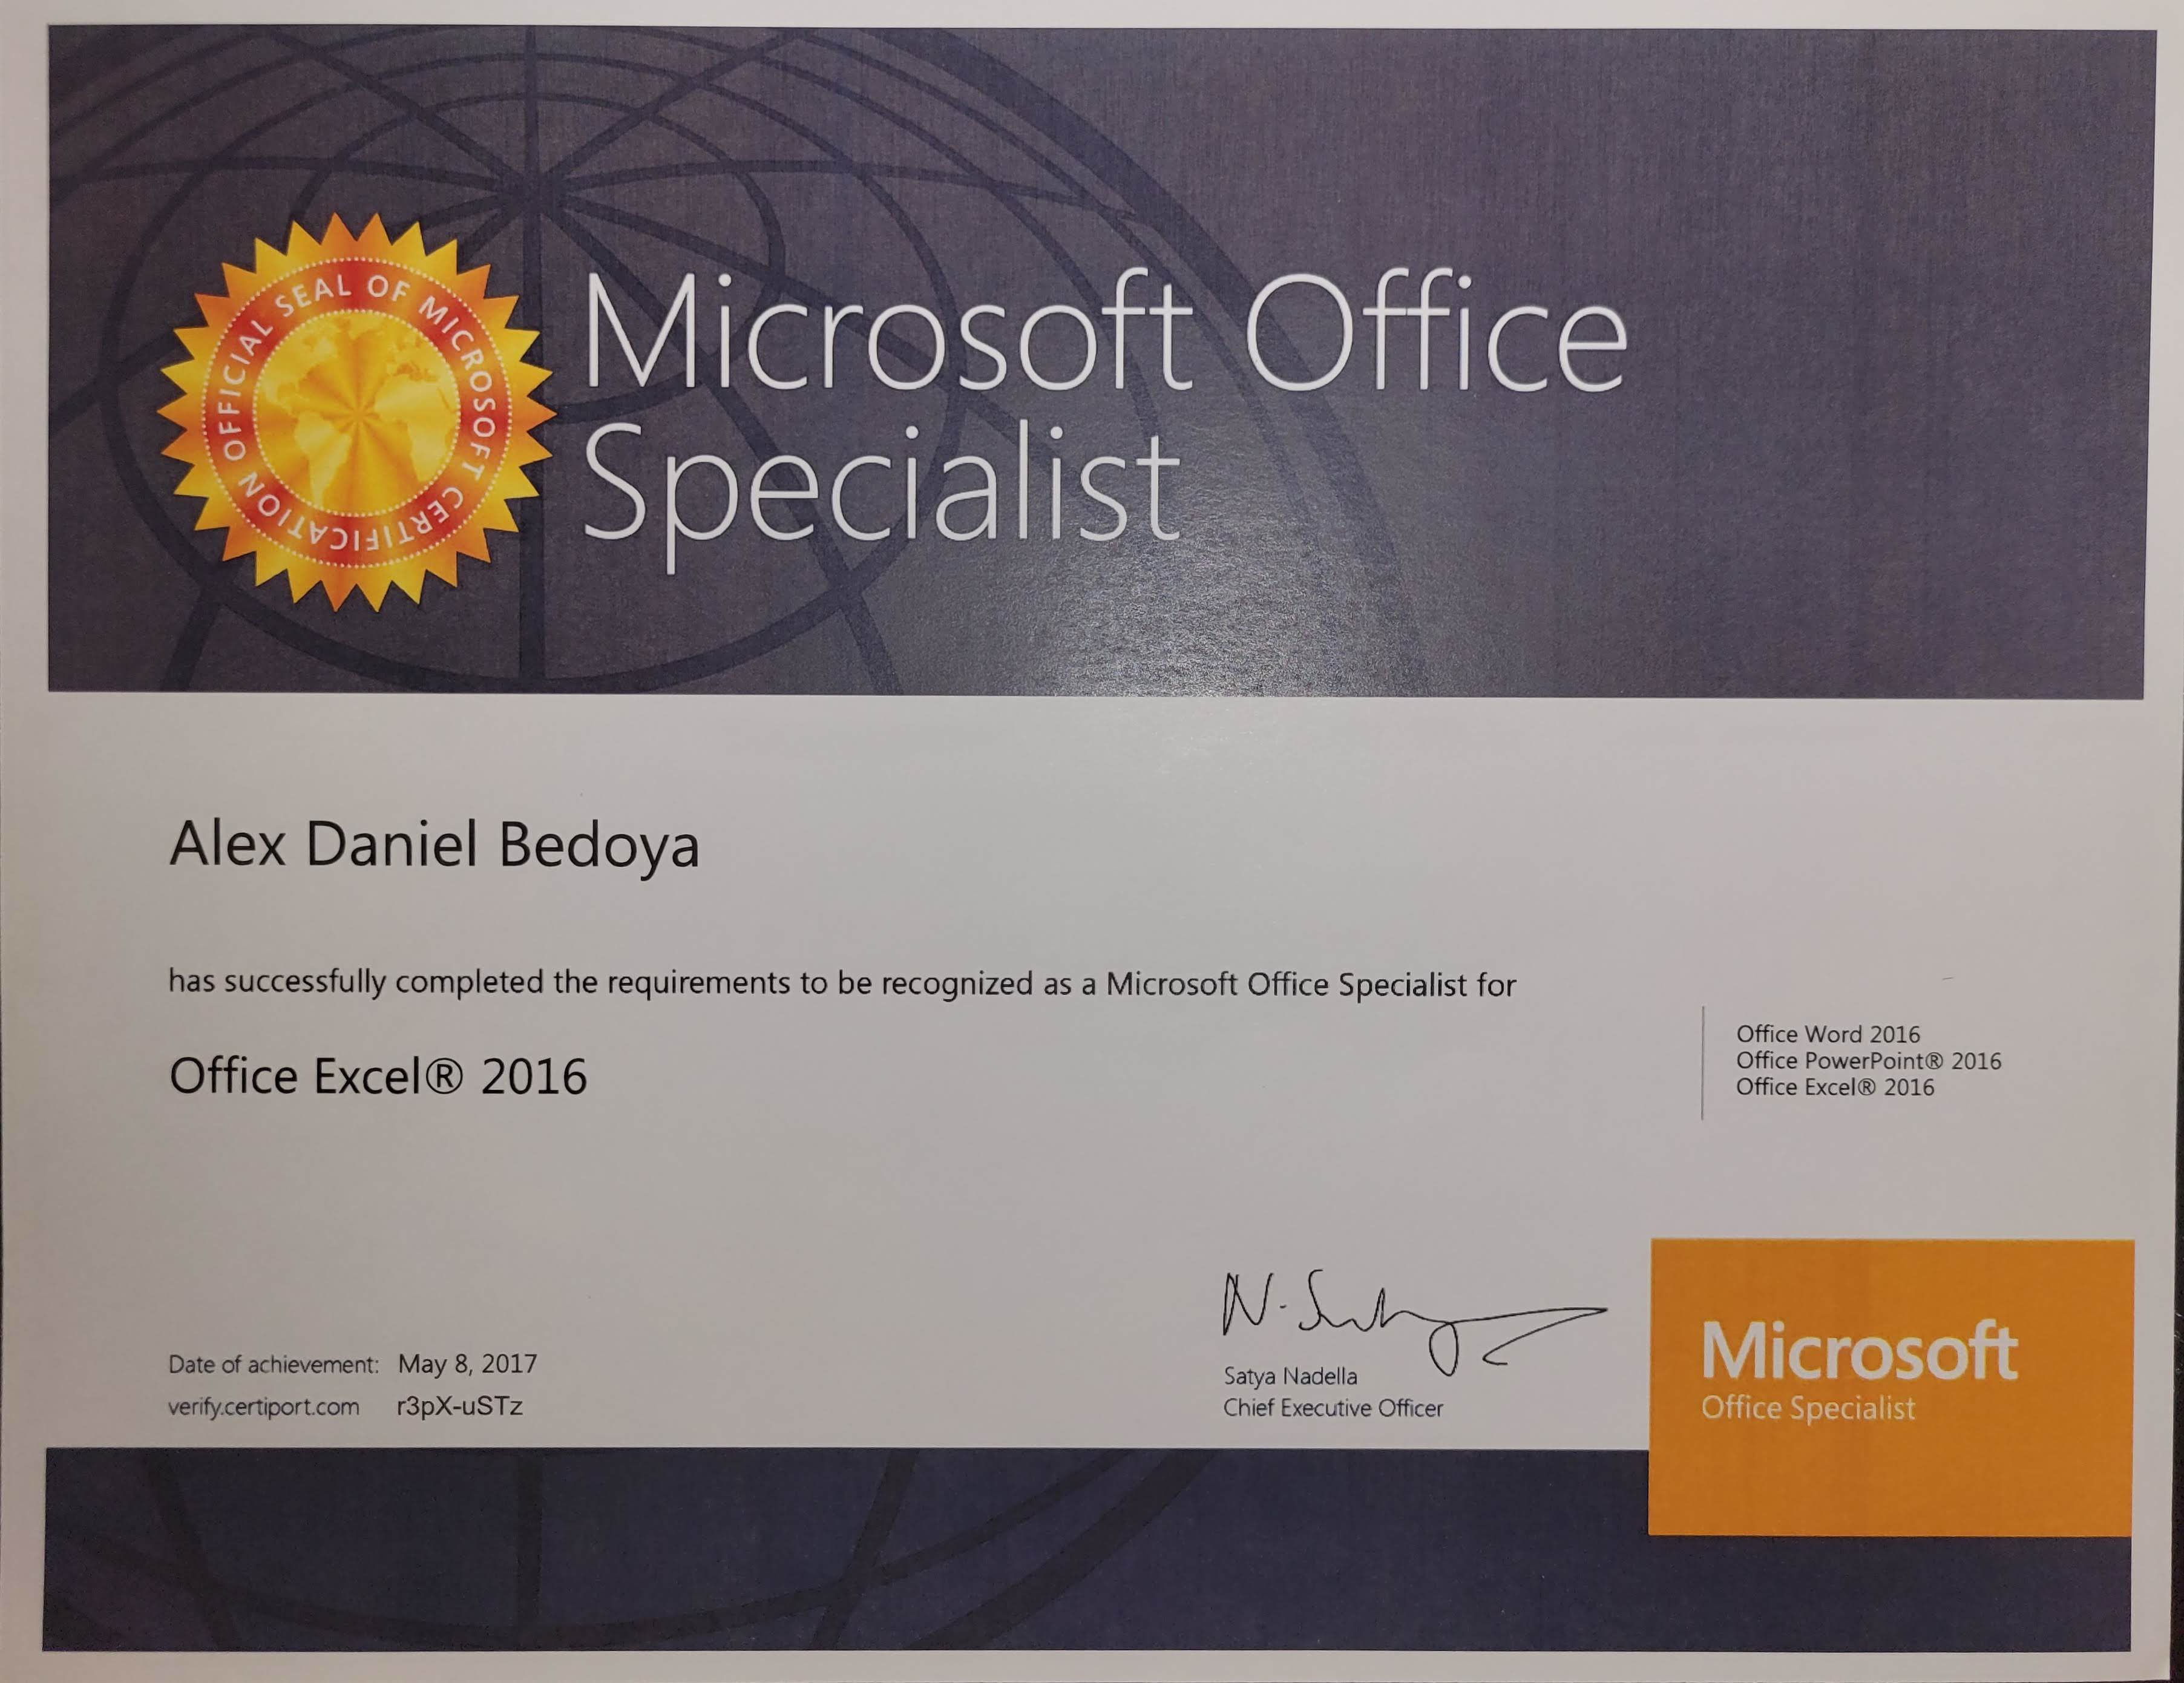 OFFICIAL SEAL OF MICROSOFT CERTIFICATION
Microsoft Office
Specialist
Alex Daniel Bedoya
has successfully completed the requirements to be recognized as a Microsoft Office Specialist for
Office Excel® 2016
Office Word 2016
Office PowerPoint® 2016
Office Excel® 2016
Date of achievement: May 8, 2017
verify.certiport.com r3pX-uSTz
N. Satya
Satya Nadella
Chief Executive Officer
Microsoft
Office Specialist